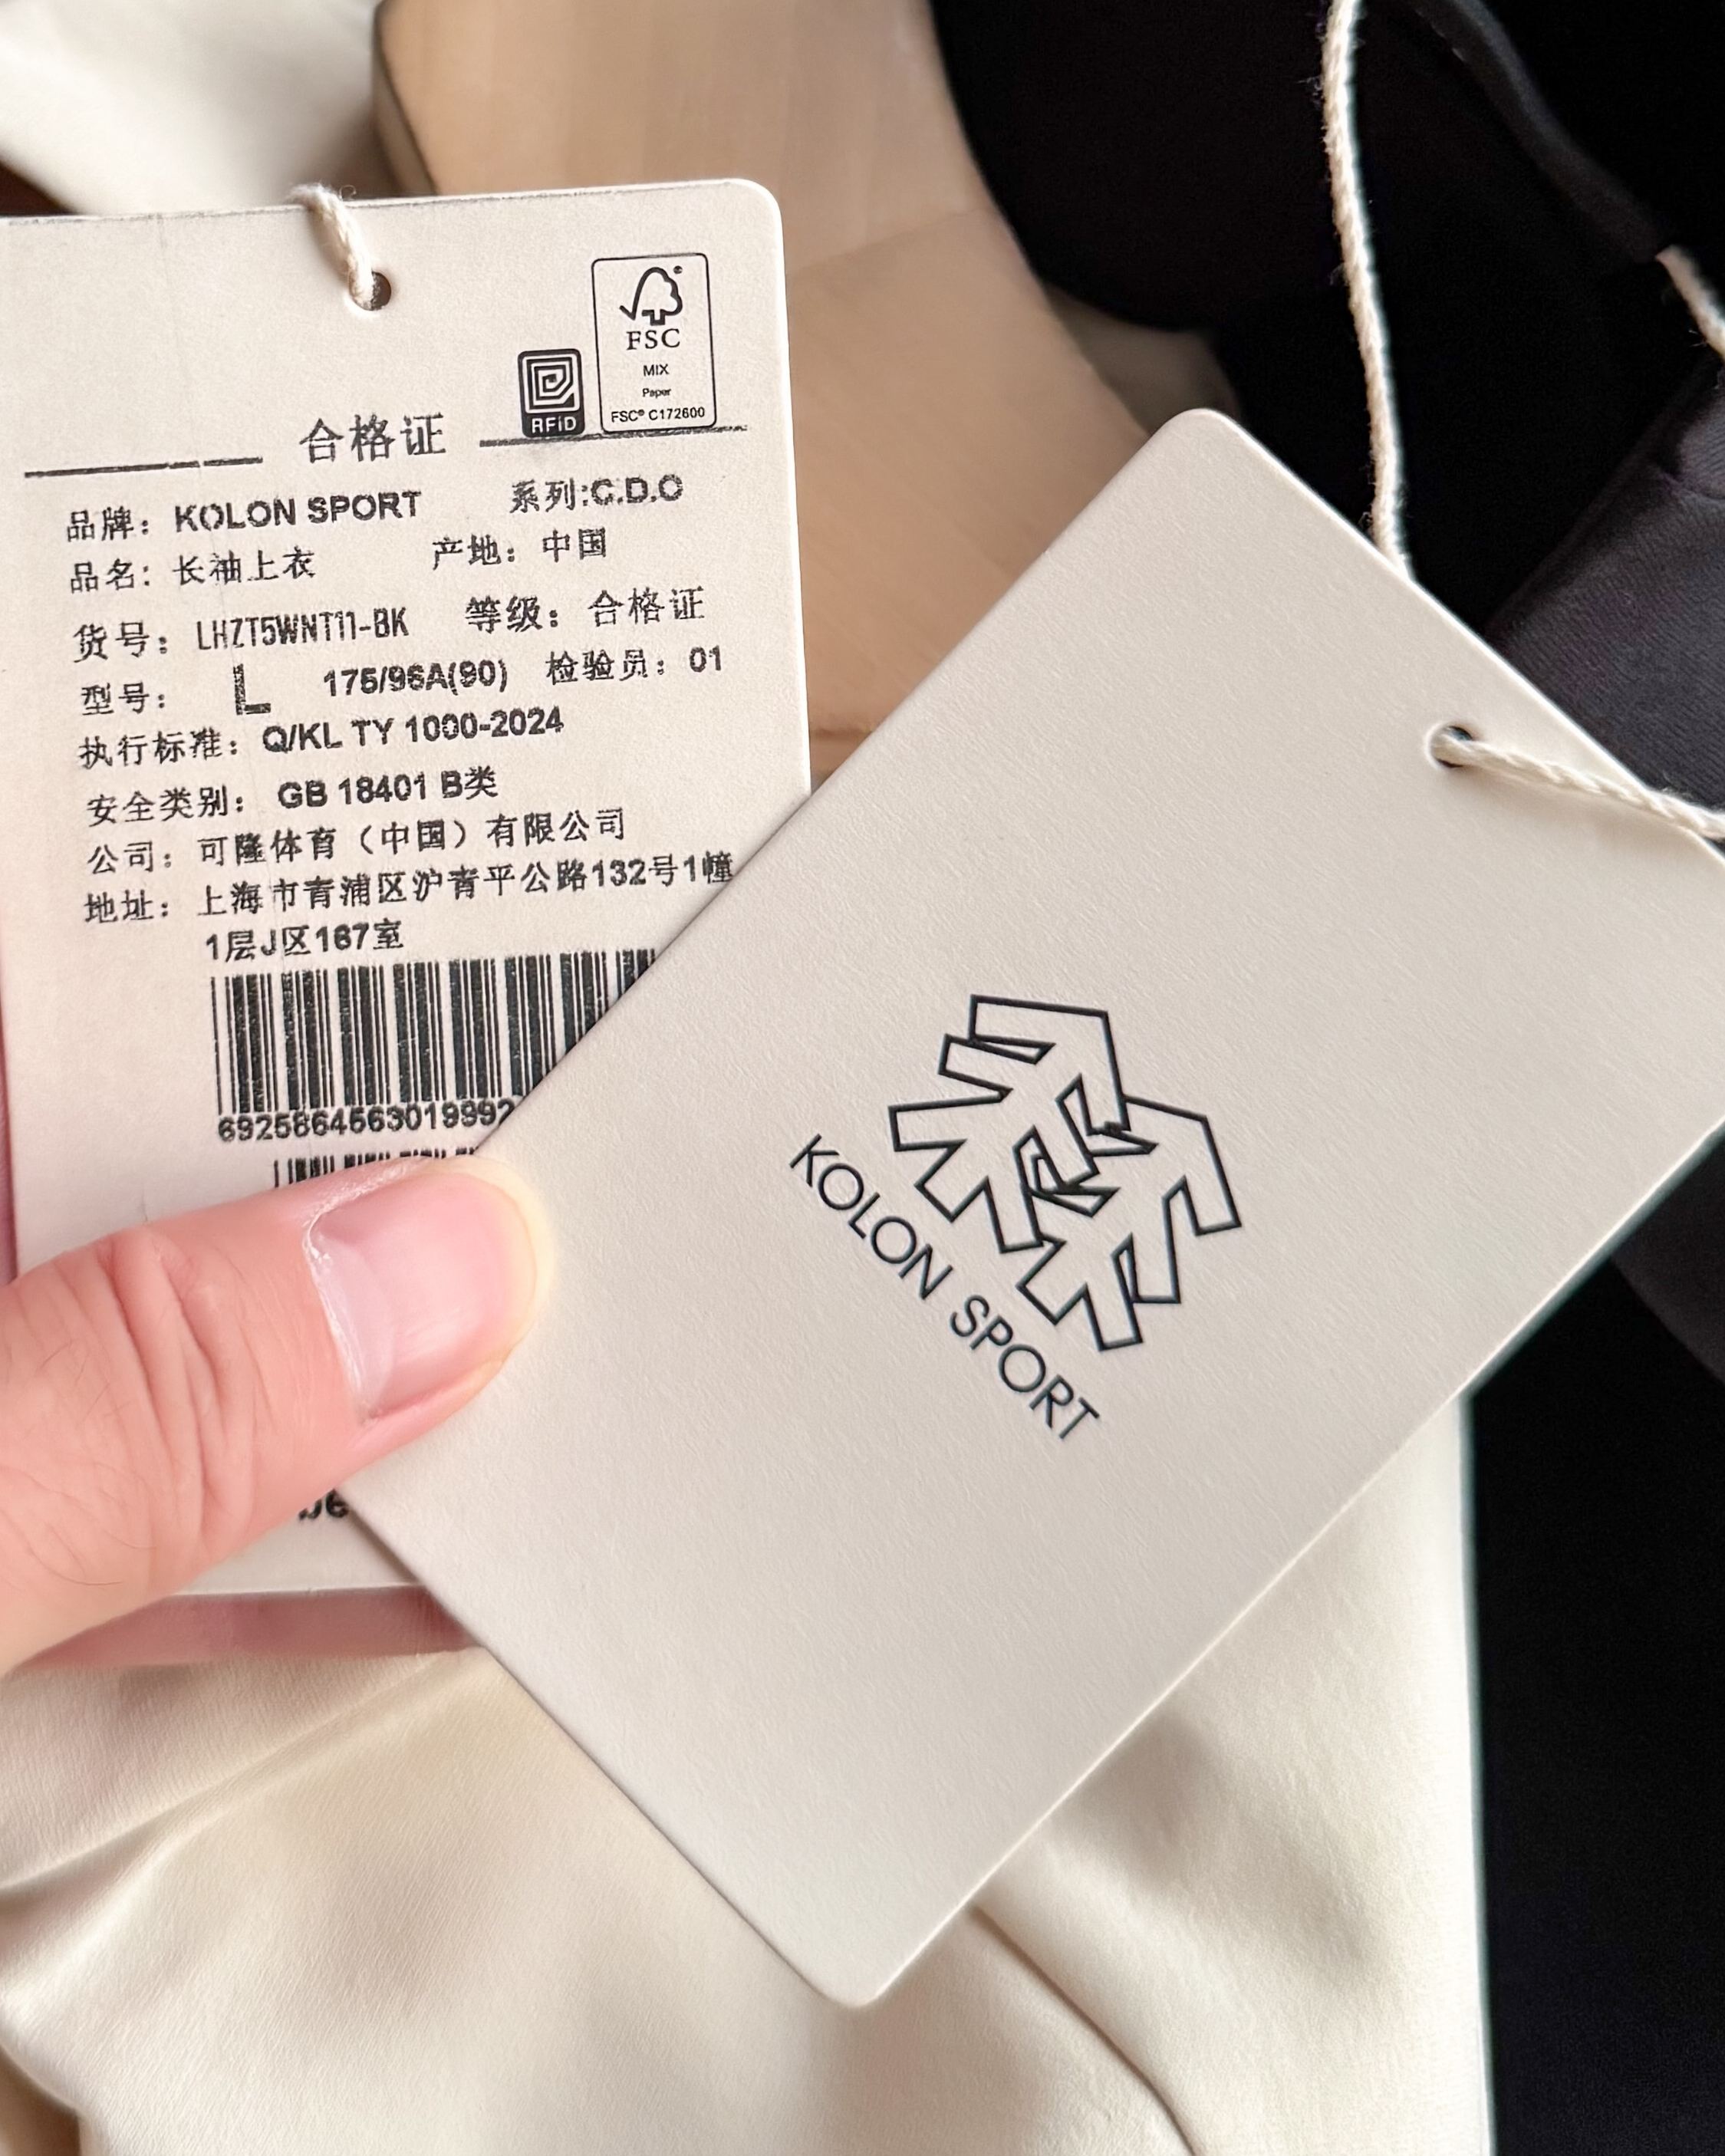 FSC
MIX
Paper
FSC® C172600
RFID
合格证
品牌：KOLON SPORT 系列:C.D.O
品名：长袖上衣 产地：中国
货号：LHZT5WNT11-BK 等级：合格证
型号： L 175/96A(90) 检验员：01
执行标准：Q/KL TY 1000-2024
安全类别：GB 18401 B类
公司：可隆体育（中国）有限公司
地址：上海市青浦区沪青平公路132号1幢
1层J区167室
6925864563019992
KOLON SPORT